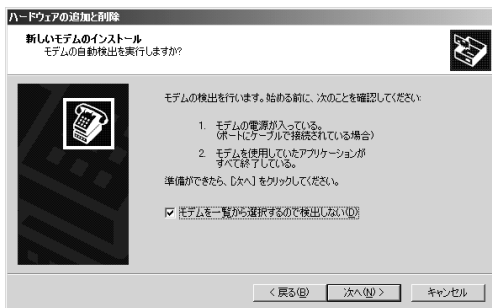 ハードウェアの追加と削除
新しいモデムのインストール
モデムの自動検出を実行しますか?
モデムの検出を行います。始める前に、次のことを確認してください:
1. モデムの電源が入っている。
(ポートにケーブルで接続されている場合)
2. モデムを使用していたアプリケーションが
すべて終了している。
準備ができたら、[次へ] をクリックしてください。
モデムを一覧から選択するので検出しない(D)
< 戻る(B) 次へ(N) > キャンセル